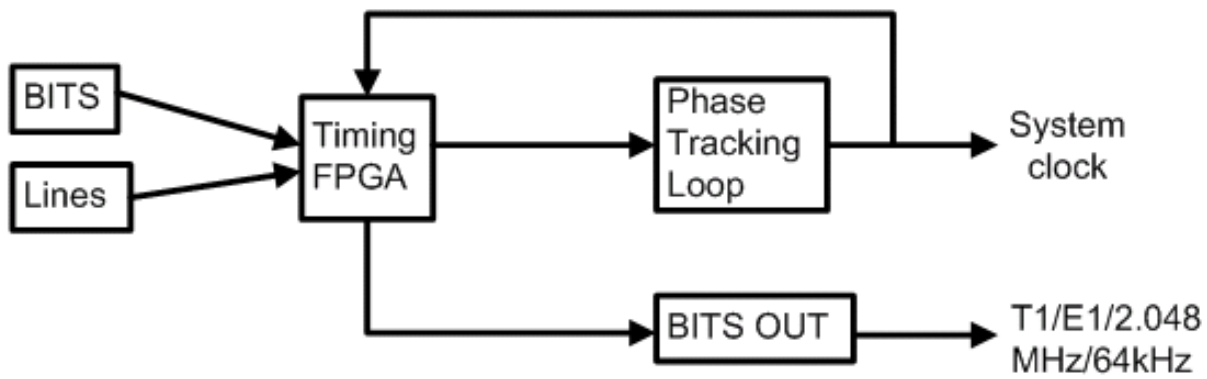 BITS
Lines
Timing
FPGA
Phase
Tracking
Loop
System
clock
BITS OUT
T1/E1/2.048
MHz/64kHz